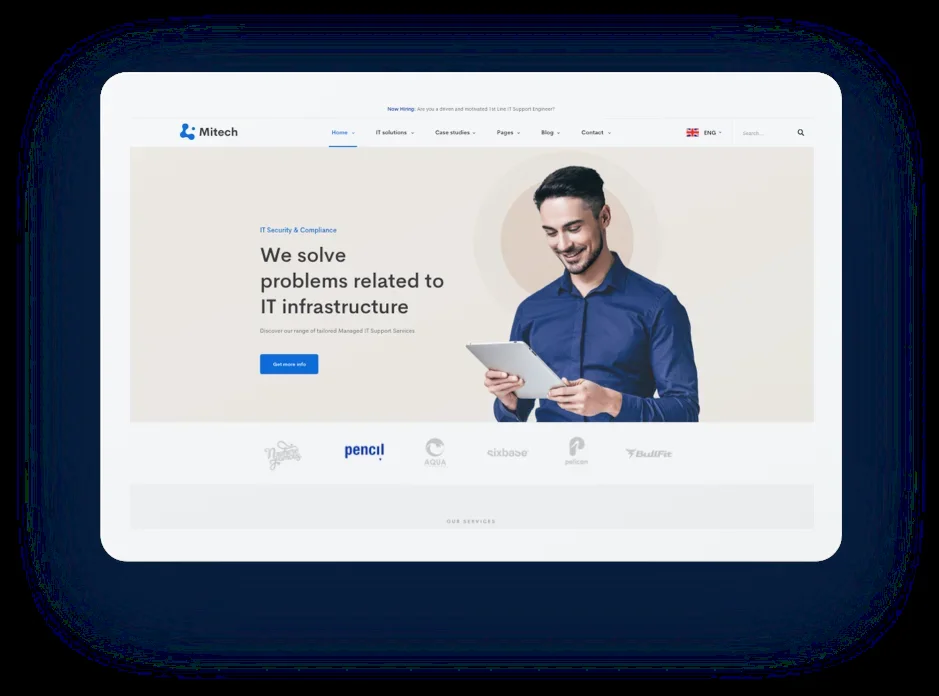 Now Hiring: Are you a driven and motivated 1st Line IT Support Engineer?
Mitech
Home
IT solutions
Case studies
Pages
Blog
Contact
ENG
Search...
IT Security & Compliance
We solve
problems related to
IT infrastructure
Discover our range of tailored Managed IT Support Services
Get more info
pencil
AQUA
sixbase
pelican
BullFit
OUR SERVICES